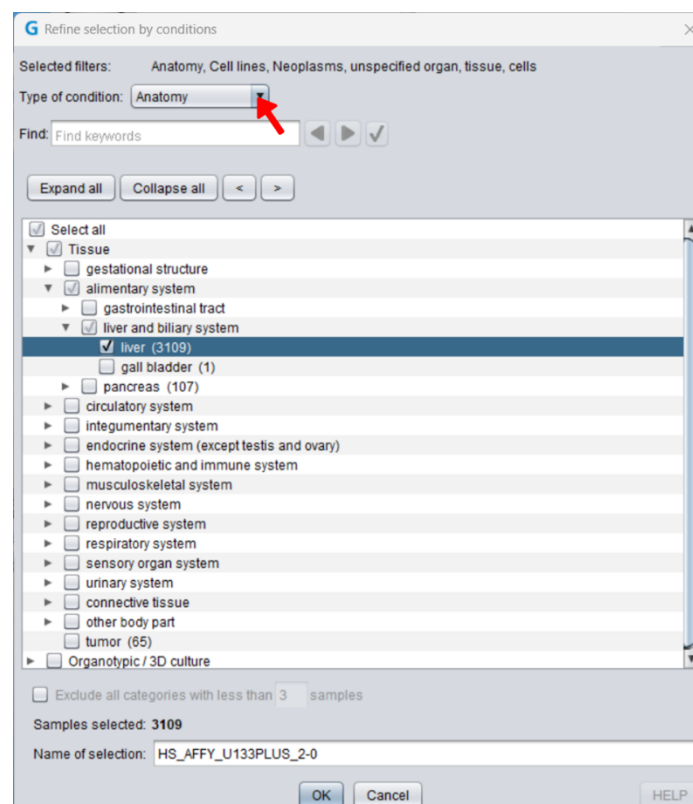 G Refine selection by conditions
Selected filters: Anatomy, Cell lines, Neoplasms, unspecified organ, tissue, cells
Type of condition: Anatomy
Find: Find keywords
Expand all Collapse all < >
Select all
Tissue
gestational structure
alimentary system
gastrointestinal tract
liver and biliary system
liver (3109)
gall bladder (1)
pancreas (107)
circulatory system
integumentary system
endocrine system (except testis and ovary)
hematopoietic and immune system
musculoskeletal system
nervous system
reproductive system
respiratory system
sensory organ system
urinary system
connective tissue
other body part
tumor (65)
Organotypic / 3D culture
Exclude all categories with less than 3 samples
Samples selected: 3109
Name of selection: HS_AFFY_U133PLUS_2-0
OK Cancel HELP